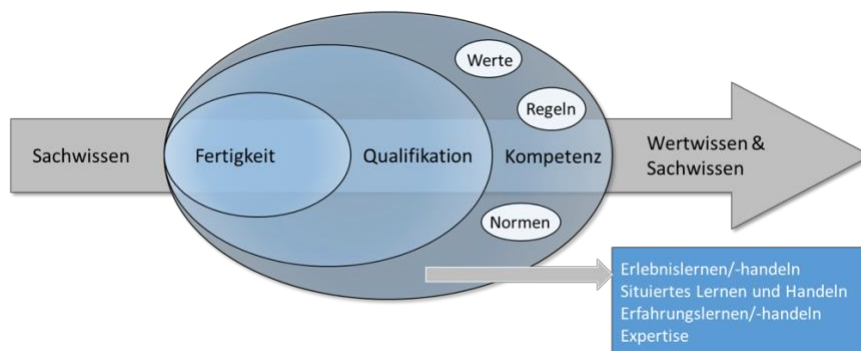 Werte
Regeln
Sachwissen
Fertigkeit
Qualifikation
Kompetenz
Wertwissen &
Sachwissen
Normen
Erlebnislernen/-handeln
Situiertes Lernen und Handeln
Erfahrungslernen/-handeln
Expertise